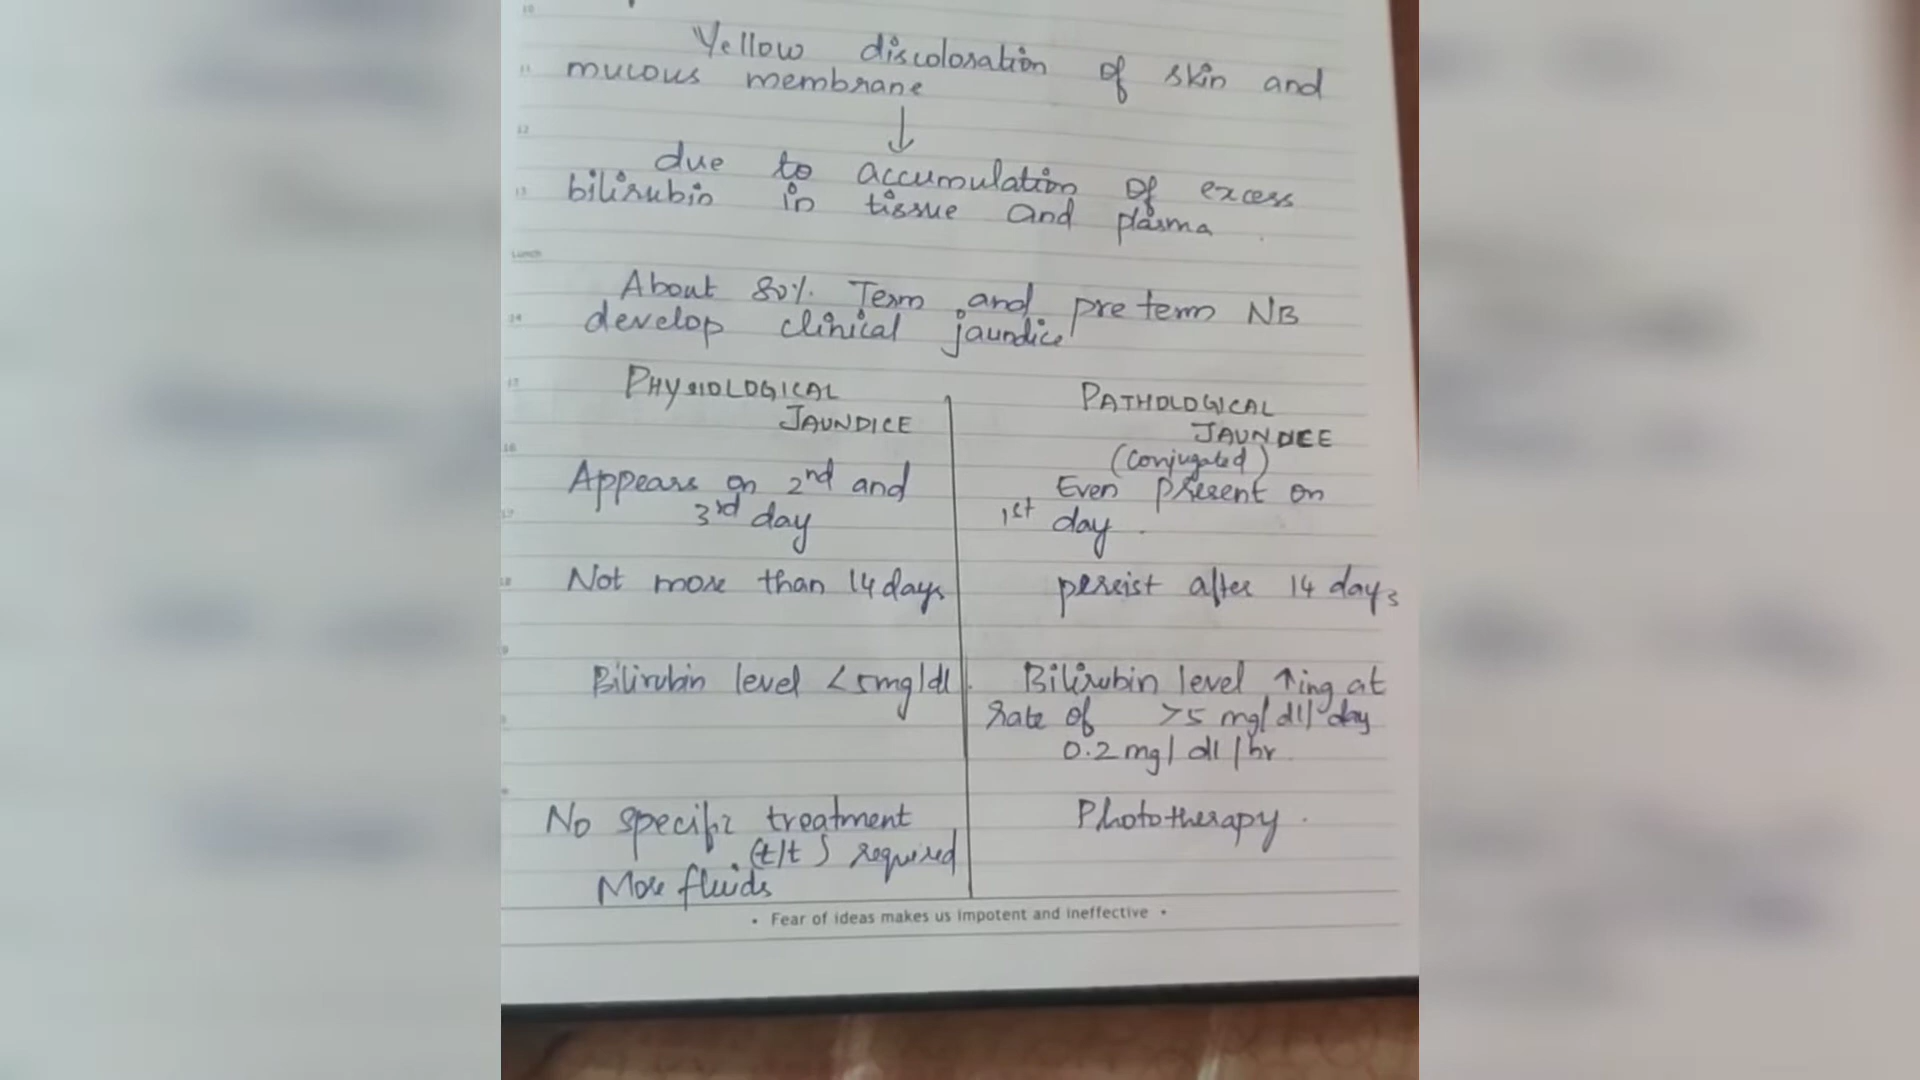 Yellow discoloration of skin and
mucous membrane
↓
due to accumulation of excess
bilirubin in tissue and plasma.
About 80% Term and pre term NB
develop clinical jaundice
PHYSIOLOGICAL
JAUNDICE
Appears on 2nd and
3rd day
Not more than 14 days
Bilirubin level <5mg/dl
No specific treatment
(t/t) required
More fluids
PATHOLOGICAL
JAUNDICE
(Conjugated)
Even present on
1st day.
persist after 14 days
Bilirubin level ↑ing at
rate of >5 mg/dl/day
0.2 mg/dl/hr.
Phototherapy.
• Fear of ideas makes us impotent and ineffective •